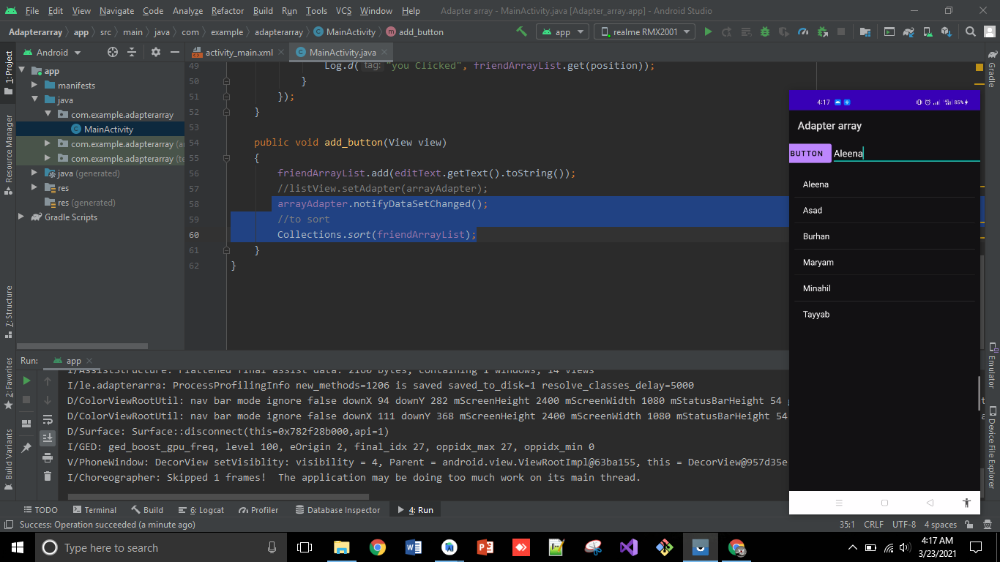 File Edit View Navigate Code Analyze Refactor Build Run Tools VCS Window Help Adapter array - MainActivity.java [Adapter_array.app] - Android Studio
Adapterarray app src main java com example adapterarray MainActivity add_button app realme RMX2001
Android activity_main.xml MainActivity.java
1: Project
Resource Manager
7: Structure
2: Favorites
Build Variants
app
manifests
java
com.example.adapterarray
MainActivity
com.example.adapterarray
com.example.adapterarray
java (generated)
res
res (generated)
Gradle Scripts
49 Log.d( tag: "you Clicked", friendArrayList.get(position));
50 }
51 });
52 }
53
54 public void add_button(View view)
55 {
56 friendArrayList.add(editText.getText().toString());
57 //listView.setAdapter(arrayAdapter);
58 arrayAdapter.notifyDataSetChanged();
59 //to sort
60 Collections.sort(friendArrayList);
61 }
62 }
Gradle
Emulator
Device File Explorer
4:17 85%
Adapter array
BUTTON Aleena
Aleena
Asad
Burhan
Maryam
Minahil
Tayyab
Run: app
I/AssistStructure: Flattened final assist data: 2100 bytes, containing 1 windows, 14 views
I/le.adapterarra: ProcessProfilingInfo new_methods=1206 is saved saved_to_disk=1 resolve_classes_delay=5000
D/ColorViewRootUtil: nav bar mode ignore false downX 94 downY 282 mScreenHeight 2400 mScreenWidth 1080 mStatusBarHeight 54
D/ColorViewRootUtil: nav bar mode ignore false downX 111 downY 368 mScreenHeight 2400 mScreenWidth 1080 mStatusBarHeight 54
D/Surface: Surface::disconnect(this=0x782f28b000,api=1)
I/GED: ged_boost_gpu_freq, level 100, eOrigin 2, final_idx 27, oppidx_max 27, oppidx_min 0
V/PhoneWindow: DecorView setVisiblity: visibility = 4, Parent = android.view.ViewRootImpl@63ba155, this = DecorView@957d35e
I/Choreographer: Skipped 1 frames! The application may be doing too much work on its main thread.
TODO Terminal Build 6: Logcat Profiler Database Inspector 4: Run
Success: Operation succeeded (a minute ago) 35:1 CRLF UTF-8 4 spaces
Type here to search
4:17 AM
3/23/2021